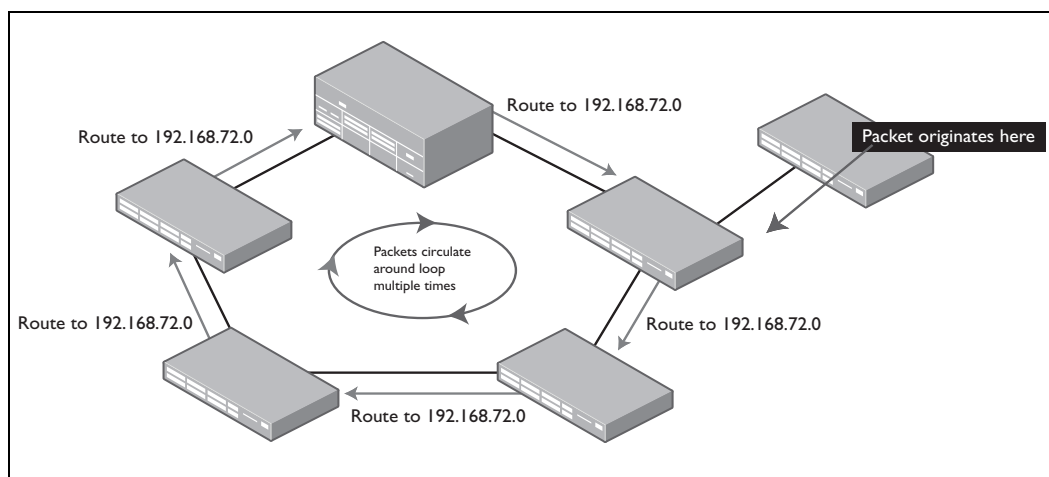 Route to 192.168.72.0
Packet originates here
Route to 192.168.72.0
Packets circulate
around loop
multiple times
Route to 192.168.72.0
Route to 192.168.72.0
Route to 192.168.72.0